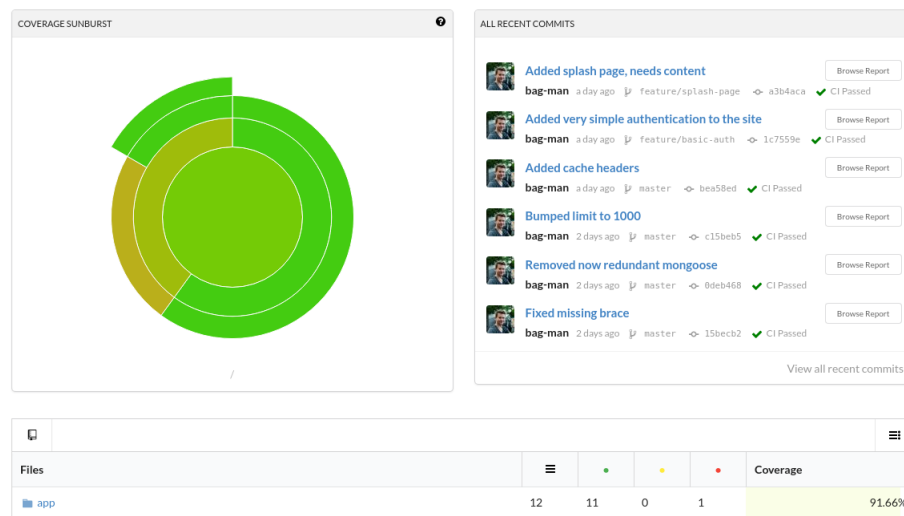 COVERAGE SUNBURST
/
ALL RECENT COMMITS
Added splash page, needs content
Browse Report
bag-man a day ago feature/splash-page a3b4aca CI Passed
Added very simple authentication to the site
Browse Report
bag-man a day ago feature/basic-auth 1c7559e CI Passed
Added cache headers
Browse Report
bag-man a day ago master bea58ed CI Passed
Bumped limit to 1000
Browse Report
bag-man 2 days ago master c15beb5 CI Passed
Removed now redundant mongoose
Browse Report
bag-man 2 days ago master 0deb468 CI Passed
Fixed missing brace
Browse Report
bag-man 2 days ago master 15becb2 CI Passed
View all recent commits
Files Coverage
app 12 11 0 1 91.66%